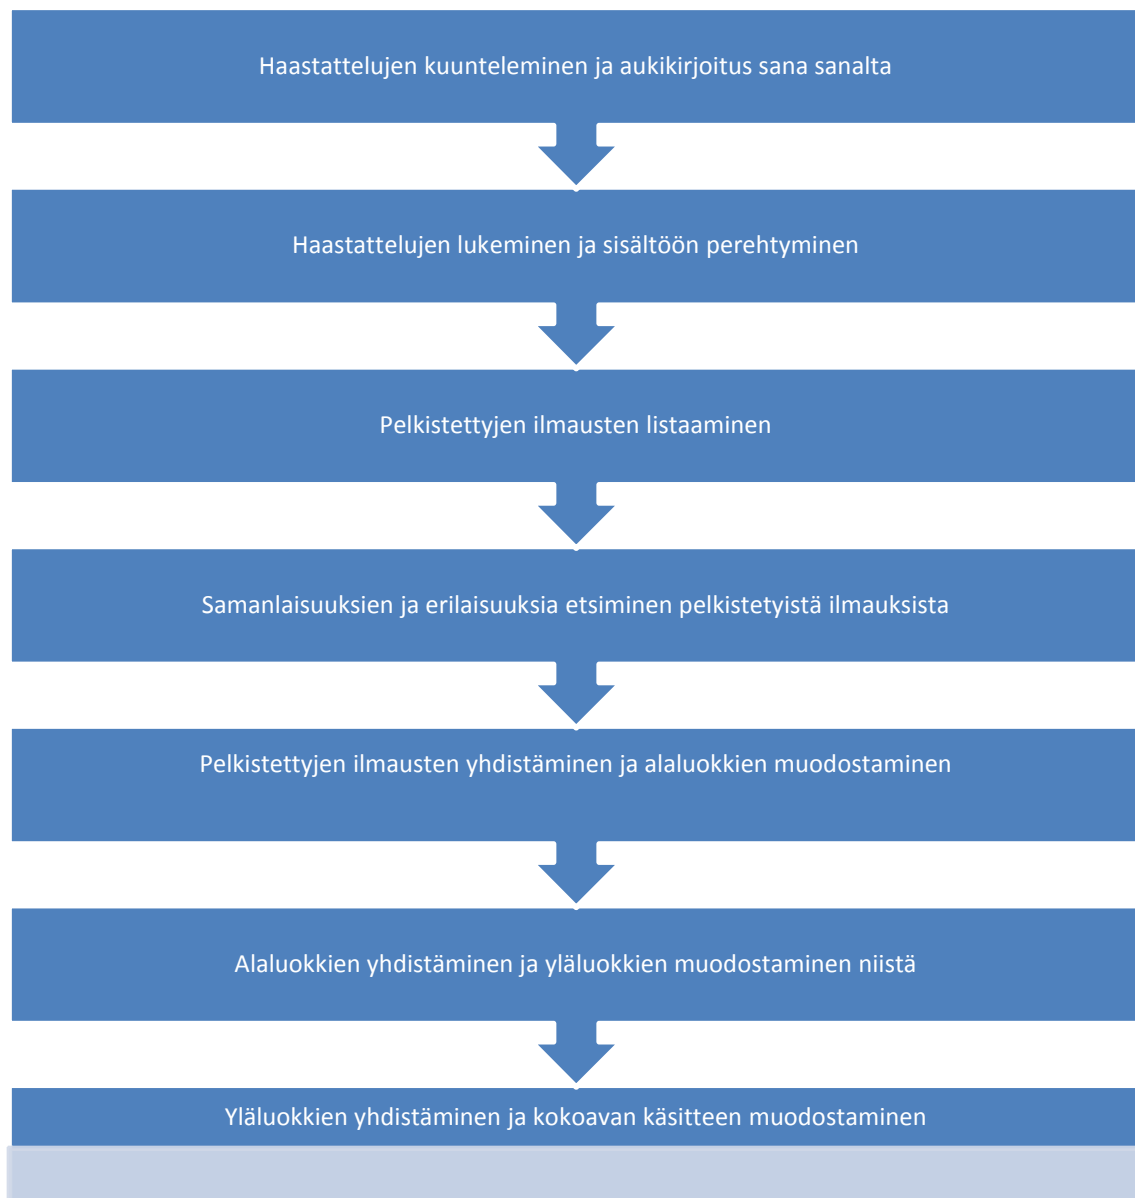 Haastattelujen kuunteleminen ja aukikirjoitus sana sanalta
Haastattelujen lukeminen ja sisältöön perehtyminen
Pelkistettyjen ilmausten listaaminen
Samanlaisuuksien ja erilaisuuksia etsiminen pelkistetyistä ilmauksista
Pelkistettyjen ilmausten yhdistäminen ja alaluokkien muodostaminen
Alaluokkien yhdistäminen ja yläluokkien muodostaminen niistä
Yläluokkien yhdistäminen ja kokoavan käsitteen muodostaminen